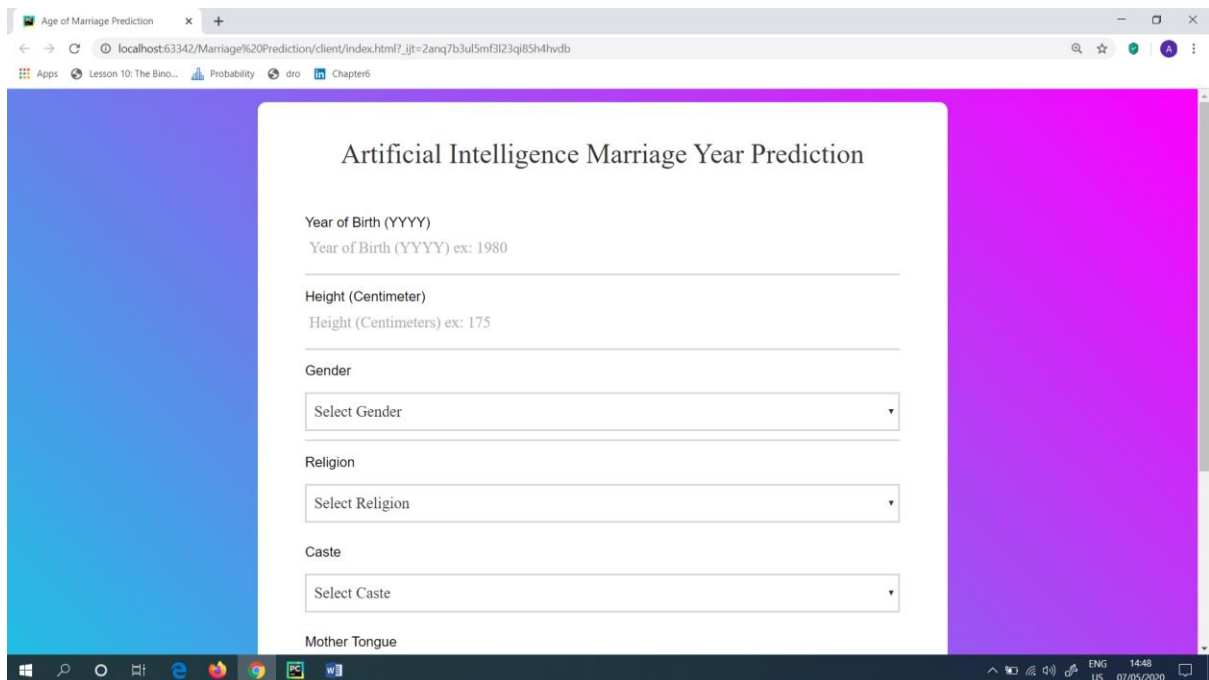 Age of Marriage Prediction
localhost:63342/Marriage%20Prediction/client/index.html?_ijt=2anq7b3ul5mf3l23qi85h4hvdb
A
Apps Lesson 10: The Bino... Probability dro Chapter6
Artificial Intelligence Marriage Year Prediction
Year of Birth (YYYY)
Year of Birth (YYYY) ex: 1980
Height (Centimeter)
Height (Centimeters) ex: 175
Gender
Select Gender
Religion
Select Religion
Caste
Select Caste
Mother Tongue
ENG 14:48
US 07/05/2020